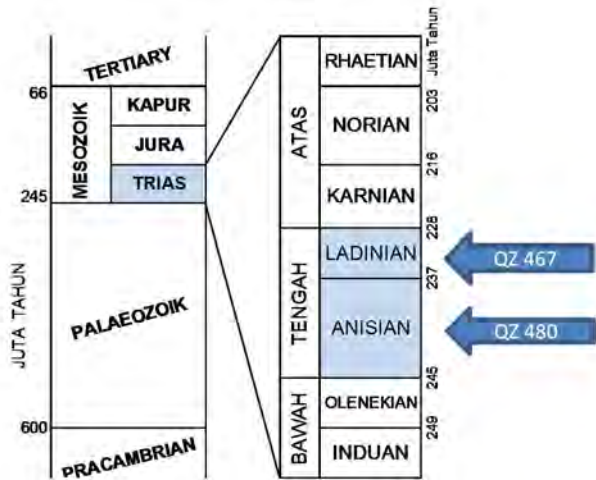 TERTIARY
66
MESOZOIK
KAPUR
JURA
TRIAS
245
JUTA TAHUN
PALAEOZOIK
600
PRACAMBRIAN
Juta Tahun
ATAS
RHAETIAN
203
NORIAN
216
KARNIAN
228
TENGAH
LADINIAN
QZ 467
237
ANISIAN
QZ 480
245
BAWAH
OLENEKIAN
249
INDUAN